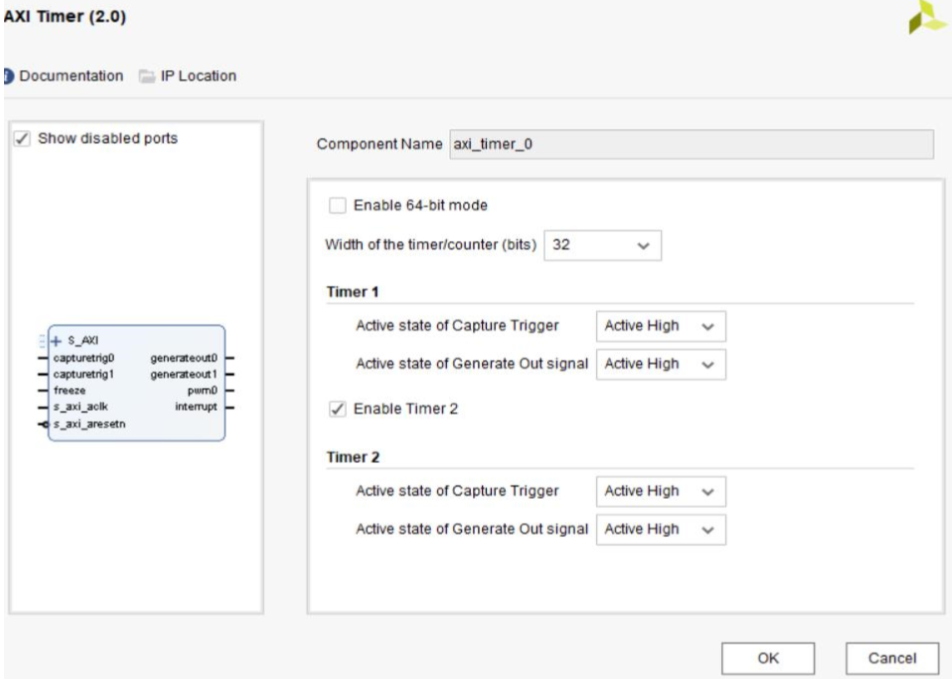 AXI Timer (2.0)
Documentation IP Location
Show disabled ports
S_AXI
capturetrig0 generateout0
capturetrig1 generateout1
freeze pwm0
s_axi_aclk interrupt
s_axi_aresetn
Component Name axi_timer_0
Enable 64-bit mode
Width of the timer/counter (bits) 32
Timer 1
Active state of Capture Trigger Active High
Active state of Generate Out signal Active High
Enable Timer 2
Timer 2
Active state of Capture Trigger Active High
Active state of Generate Out signal Active High
OK Cancel